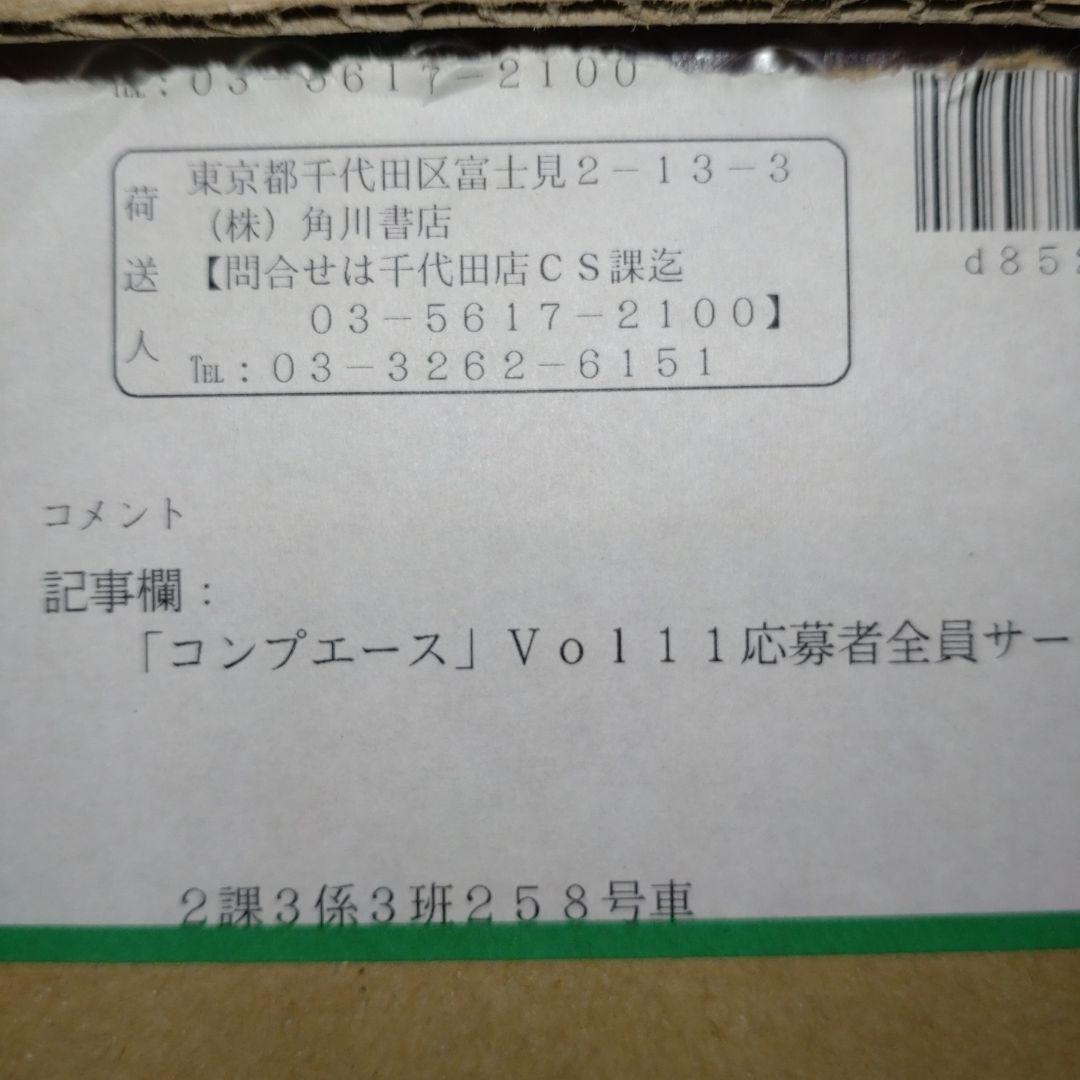 ℡：03－5617－2100
荷送人
東京都千代田区富士見2－13－3
（株）角川書店
【問合せは千代田店CS課迄
03－5617－2100】
℡：03－3262－6151
d85
コメント
記事欄：
「コンプエース」Vol11応募者全員サー
2課3係3班258号車